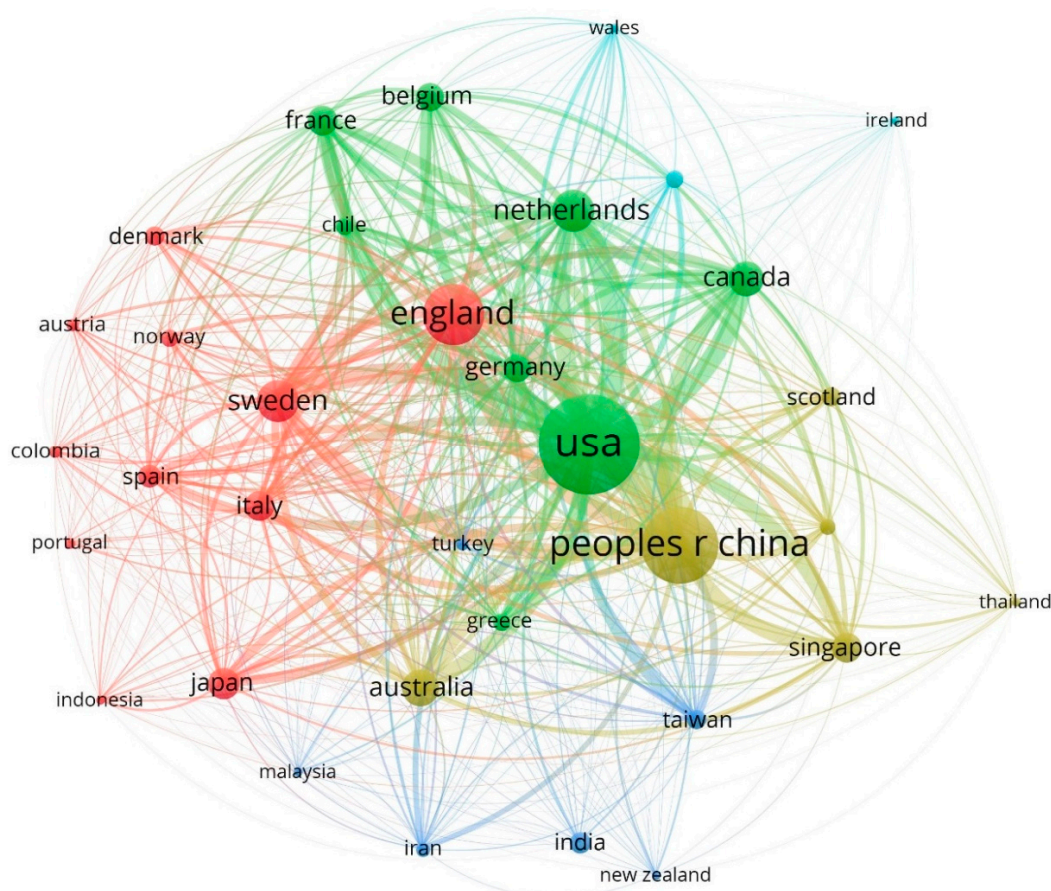 wales
belgium
ireland
france
netherlands
chile
denmark
canada
england
austria
norway
germany
scotland
sweden
usa
colombia
spain
italy
portugal
turkey
peoples r china
thailand
greece
singapore
japan
australia
indonesia
taiwan
malaysia
india
iran
new zealand